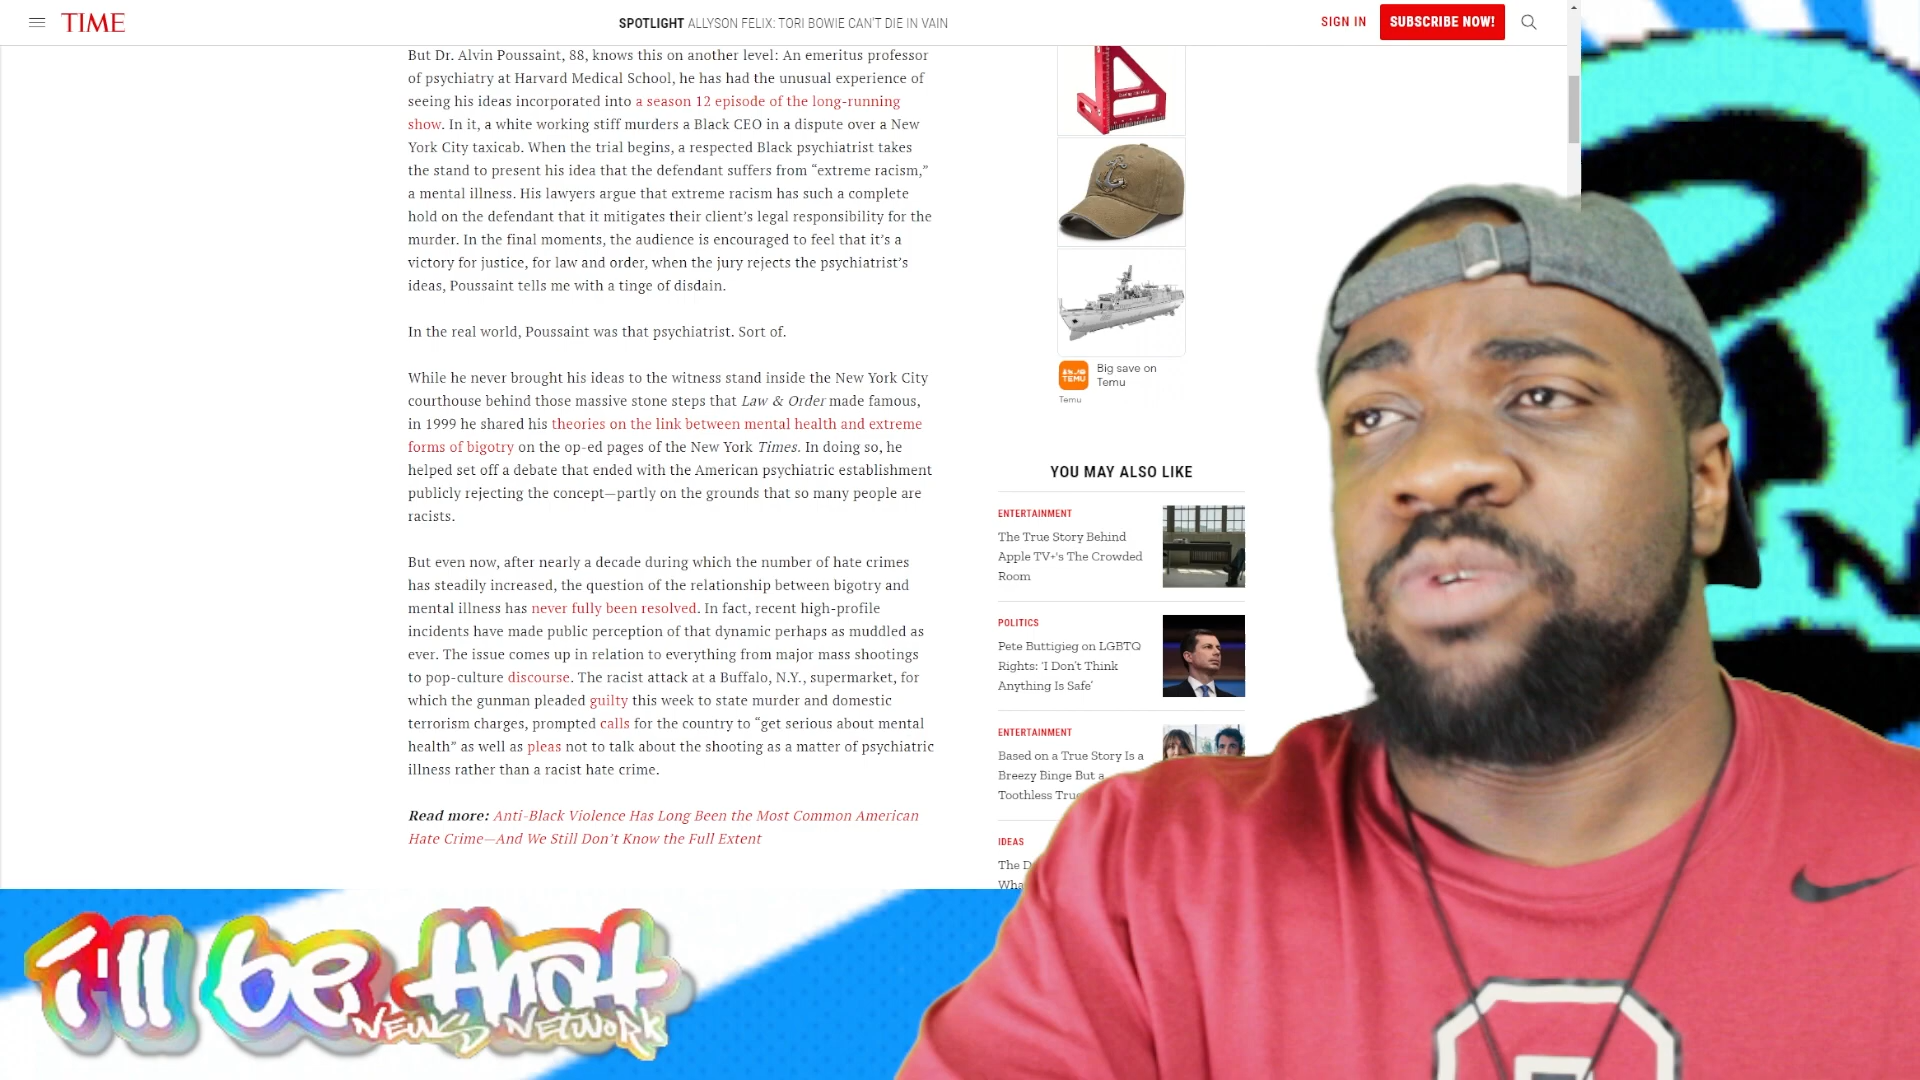 TIME
SPOTLIGHT ALLYSON FELIX: TORI BOWIE CAN'T DIE IN VAIN
SIGN IN
SUBSCRIBE NOW!
But Dr. Alvin Poussaint, 88, knows this on another level: An emeritus professor
of psychiatry at Harvard Medical School, he has had the unusual experience of
seeing his ideas incorporated into a season 12 episode of the long-running
show. In it, a white working stiff murders a Black CEO in a dispute over a New
York City taxicab. When the trial begins, a respected Black psychiatrist takes
the stand to present his idea that the defendant suffers from “extreme racism,”
a mental illness. His lawyers argue that extreme racism has such a complete
hold on the defendant that it mitigates their client’s legal responsibility for the
murder. In the final moments, the audience is encouraged to feel that it’s a
victory for justice, for law and order, when the jury rejects the psychiatrist’s
ideas, Poussaint tells me with a tinge of disdain.
In the real world, Poussaint was that psychiatrist. Sort of.
While he never brought his ideas to the witness stand inside the New York City
courthouse behind those massive stone steps that Law & Order made famous,
in 1999 he shared his theories on the link between mental health and extreme
forms of bigotry on the op-ed pages of the New York Times. In doing so, he
helped set off a debate that ended with the American psychiatric establishment
publicly rejecting the concept—partly on the grounds that so many people are
racists.
But even now, after nearly a decade during which the number of hate crimes
has steadily increased, the question of the relationship between bigotry and
mental illness has never fully been resolved. In fact, recent high-profile
incidents have made public perception of that dynamic perhaps as muddled as
ever. The issue comes up in relation to everything from major mass shootings
to pop-culture discourse. The racist attack at a Buffalo, N.Y., supermarket, for
which the gunman pleaded guilty this week to state murder and domestic
terrorism charges, prompted calls for the country to “get serious about mental
health” as well as pleas not to talk about the shooting as a matter of psychiatric
illness rather than a racist hate crime.
Read more: Anti-Black Violence Has Long Been the Most Common American
Hate Crime—And We Still Don’t Know the Full Extent
TEMU
Big save on
Temu
Temu
YOU MAY ALSO LIKE
ENTERTAINMENT
The True Story Behind
Apple TV+'s The Crowded
Room
POLITICS
Pete Buttigieg on LGBTQ
Rights: ‘I Don’t Think
Anything Is Safe’
ENTERTAINMENT
Based on a True Story Is a
Breezy Binge But a
Toothless
IDEAS
The
i'll be that
NEWS NETWORK